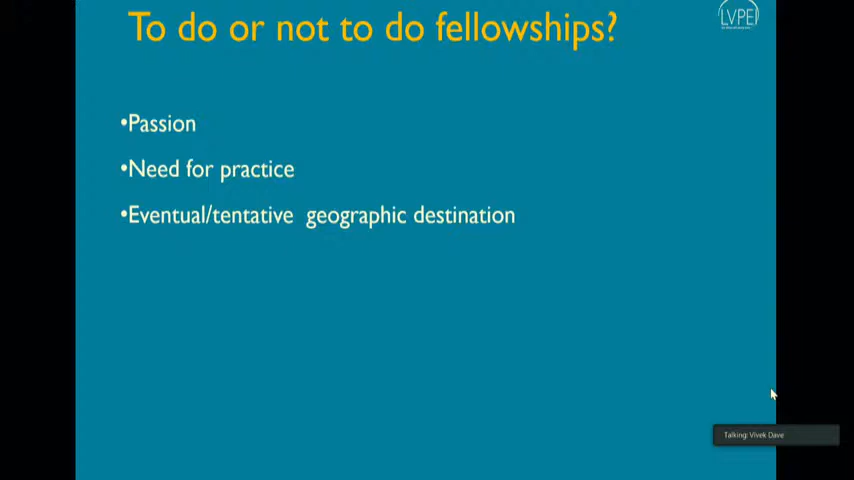 To do or not to do fellowships?
LVPEI
•Passion
•Need for practice
•Eventual/tentative geographic destination
Talking: Vivek Dave